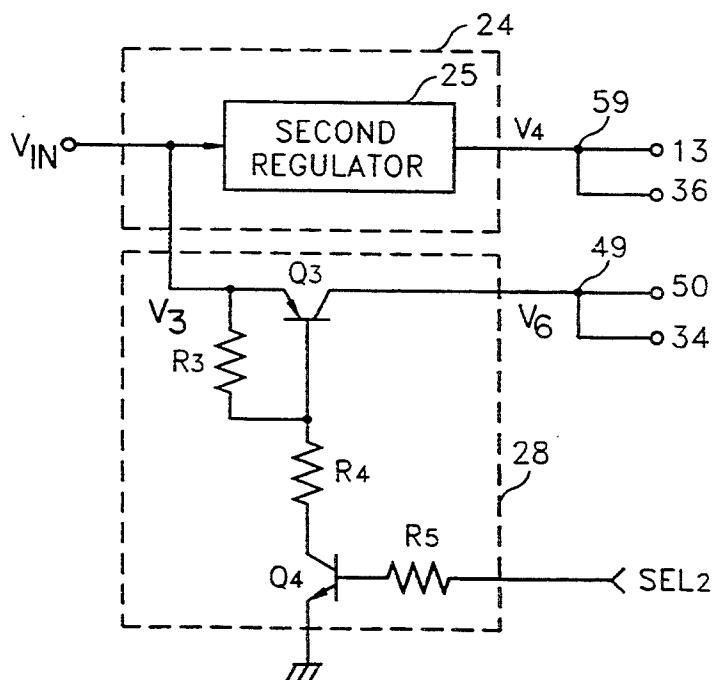 24
25
VIN
SECOND
REGULATOR
V4
59
13
36
Q3
49
50
V3
V6
34
R3
R4
28
R5
Q4
SEL2